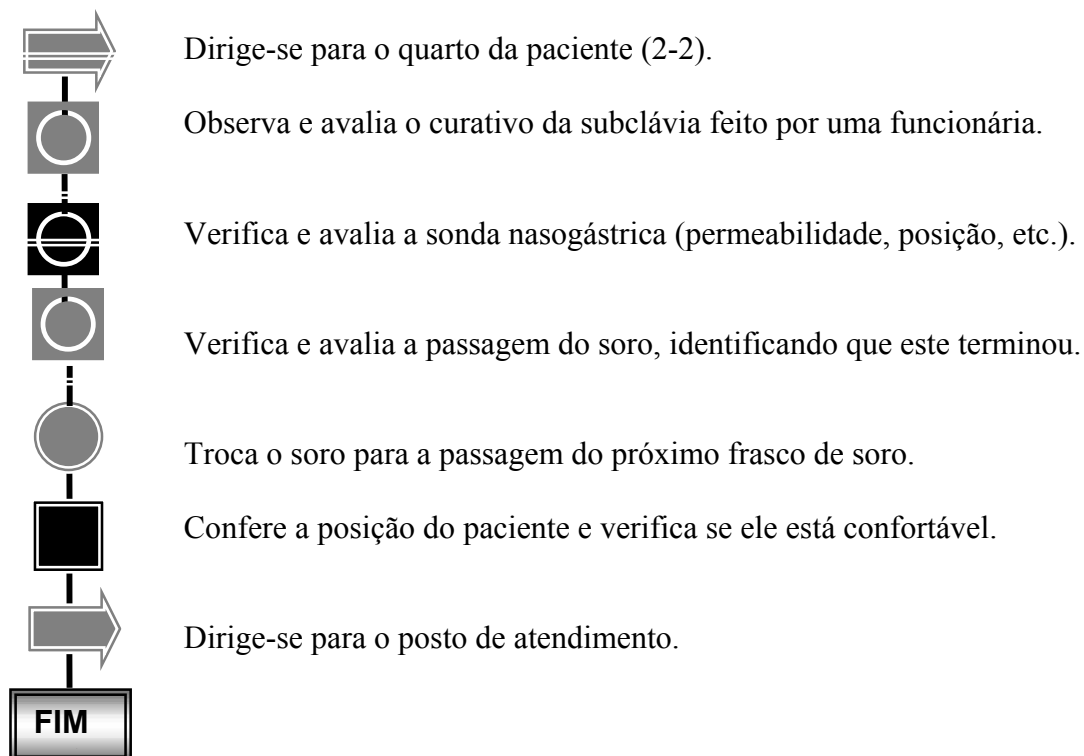 Dirige-se para o quarto da paciente (2-2).
Observa e avalia o curativo da subclávia feito por uma funcionária.
Verifica e avalia a sonda nasogástrica (permeabilidade, posição, etc.).
Verifica e avalia a passagem do soro, identificando que este terminou.
Troca o soro para a passagem do próximo frasco de soro.
Confere a posição do paciente e verifica se ele está confortável.
Dirige-se para o posto de atendimento.
FIM